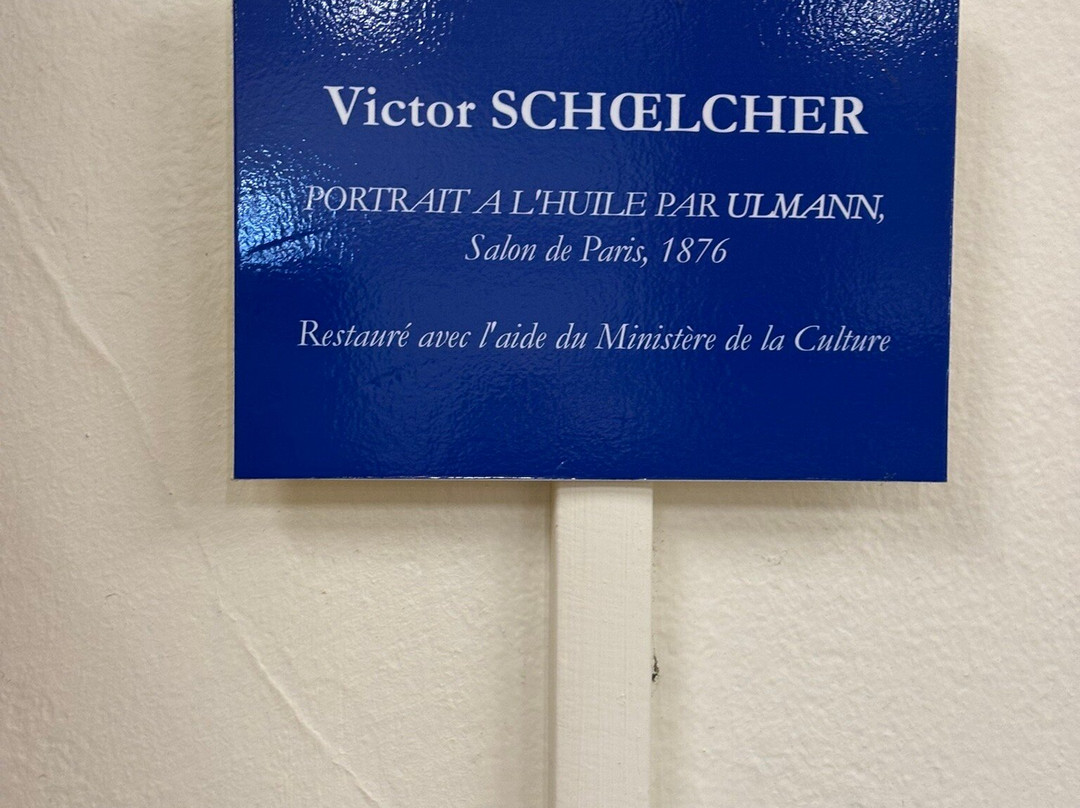 Victor SCHŒLCHER
PORTRAIT A L'HUILE PAR ULMANN,
Salon de Paris, 1876
Restauré avec l'aide du Ministère de la Culture